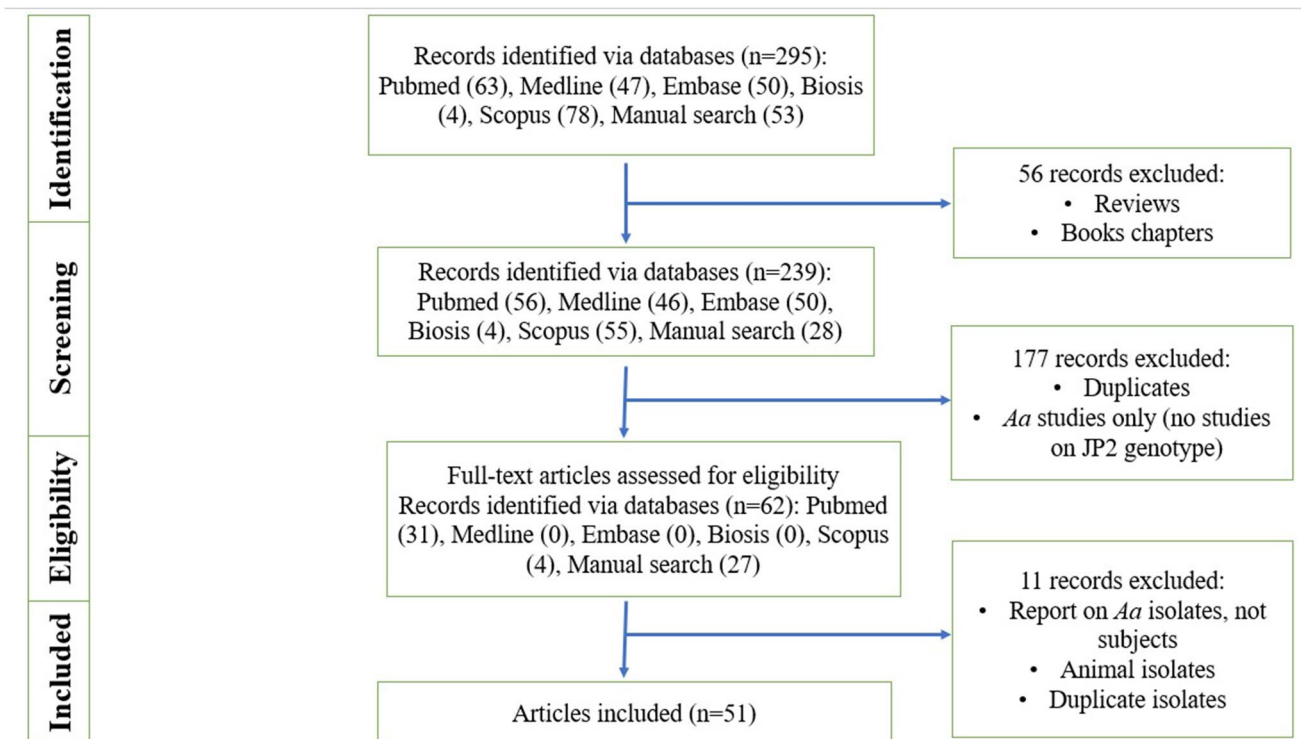 Identification
Records identified via databases (n=295):
Pubmed (63), Medline (47), Embase (50), Biosis
(4), Scopus (78), Manual search (53)
56 records excluded:
• Reviews
• Books chapters
Screening
Records identified via databases (n=239):
Pubmed (56), Medline (46), Embase (50),
Biosis (4), Scopus (55), Manual search (28)
177 records excluded:
• Duplicates
• Aa studies only (no studies
on JP2 genotype)
Eligibility
Full-text articles assessed for eligibility
Records identified via databases (n=62): Pubmed
(31), Medline (0), Embase (0), Biosis (0), Scopus
(4), Manual search (27)
11 records excluded:
• Report on Aa isolates, not
subjects
• Animal isolates
• Duplicate isolates
Included
Articles included (n=51)